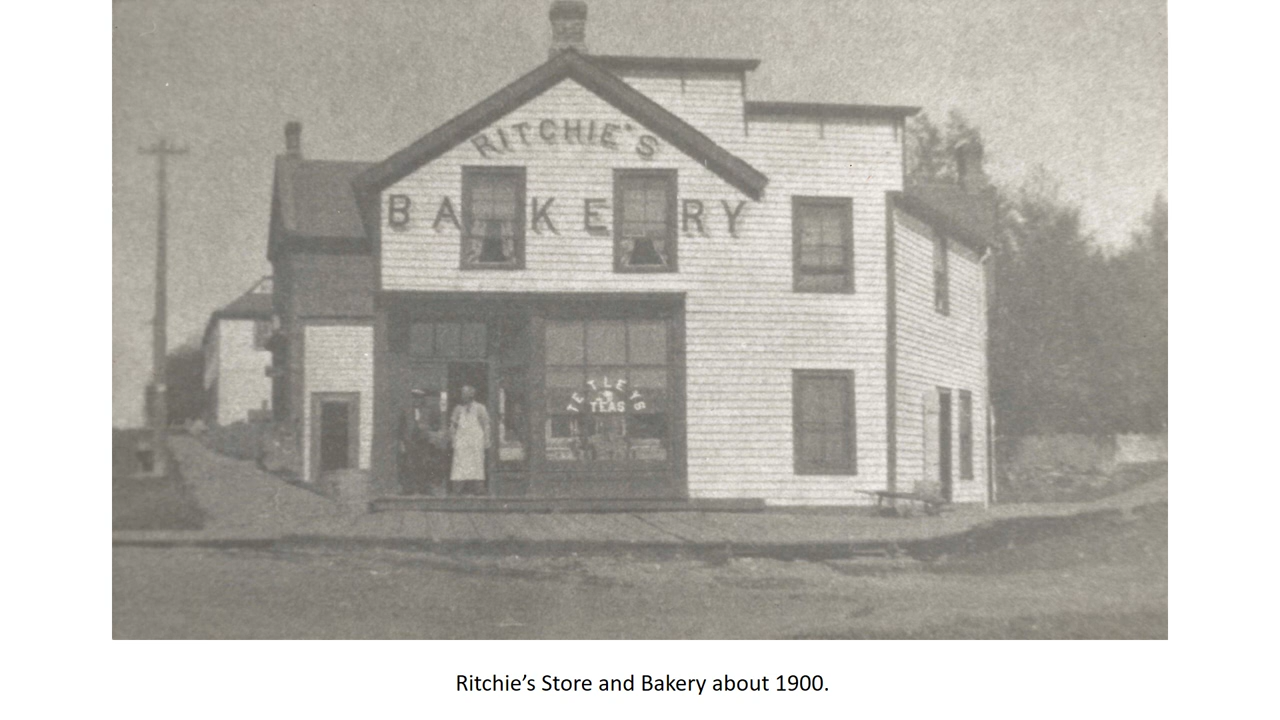 RITCHIE'S
BAKERY
TETLEY'S
TEAS
Ritchie’s Store and Bakery about 1900.